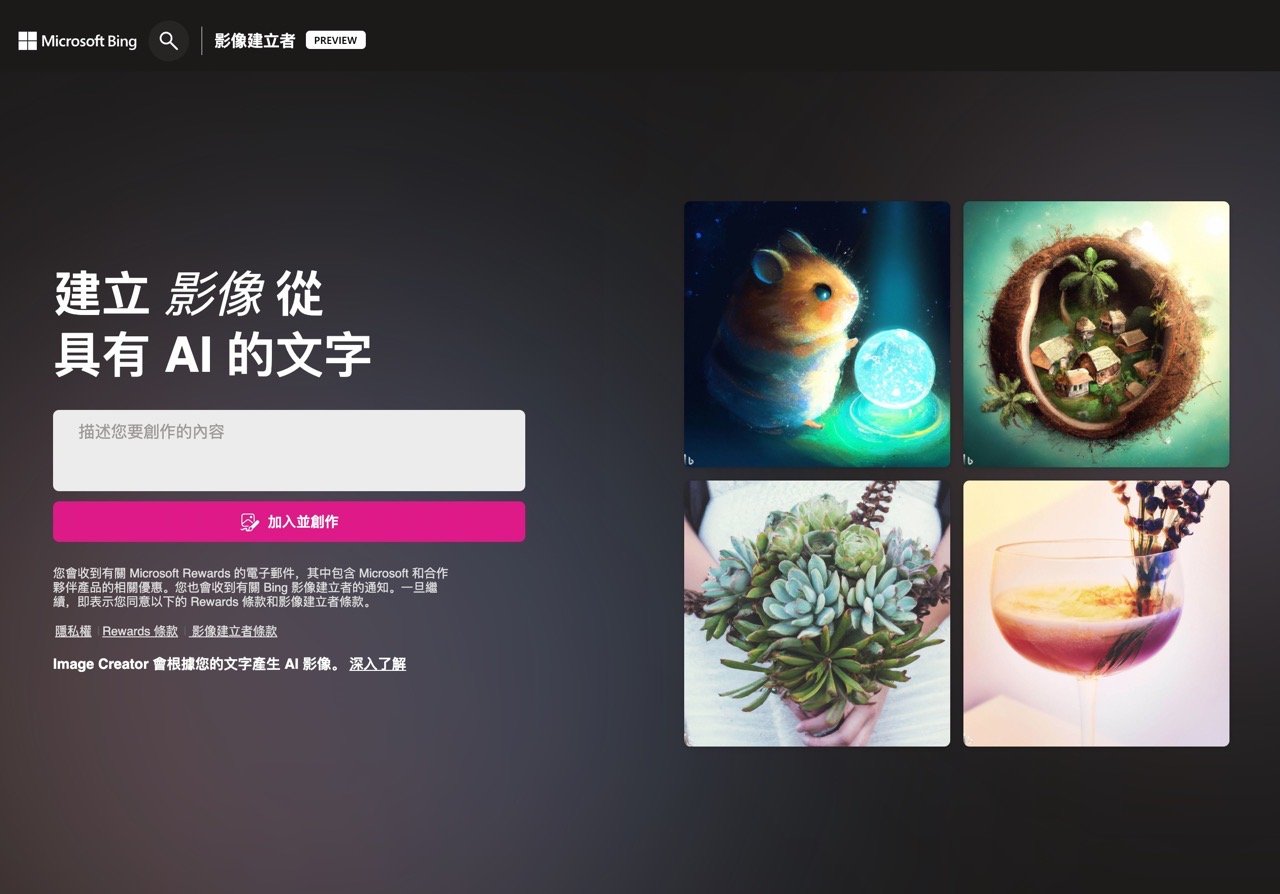 Microsoft Bing
影像建立者 PREVIEW
建立 影像 從
具有 AI 的文字
描述您要創作的內容
加入並創作
您會收到有關 Microsoft Rewards 的電子郵件，其中包含 Microsoft 和合作
夥伴產品的相關優惠。您也會收到有關 Bing 影像建立者的通知。一旦繼
續，即表示您同意以下的 Rewards 條款和影像建立者條款。
隱私權 | Rewards 條款 | 影像建立者條款
Image Creator 會根據您的文字產生 AI 影像。 深入了解